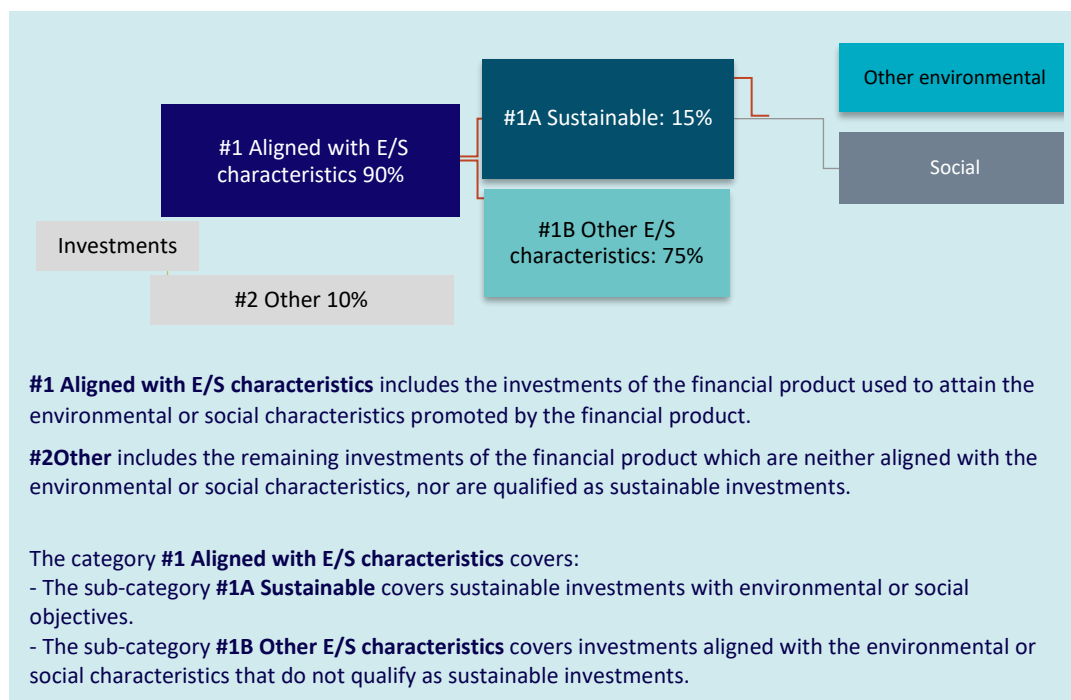 Other environmental
#1A Sustainable: 15%
#1 Aligned with E/S
characteristics 90%
Social
#1B Other E/S
characteristics: 75%
Investments
#2 Other 10%
#1 Aligned with E/S characteristics includes the investments of the financial product used to attain the
environmental or social characteristics promoted by the financial product.
#2Other includes the remaining investments of the financial product which are neither aligned with the
environmental or social characteristics, nor are qualified as sustainable investments.
The category #1 Aligned with E/S characteristics covers:
- The sub-category #1A Sustainable covers sustainable investments with environmental or social
objectives.
- The sub-category #1B Other E/S characteristics covers investments aligned with the environmental or
social characteristics that do not qualify as sustainable investments.